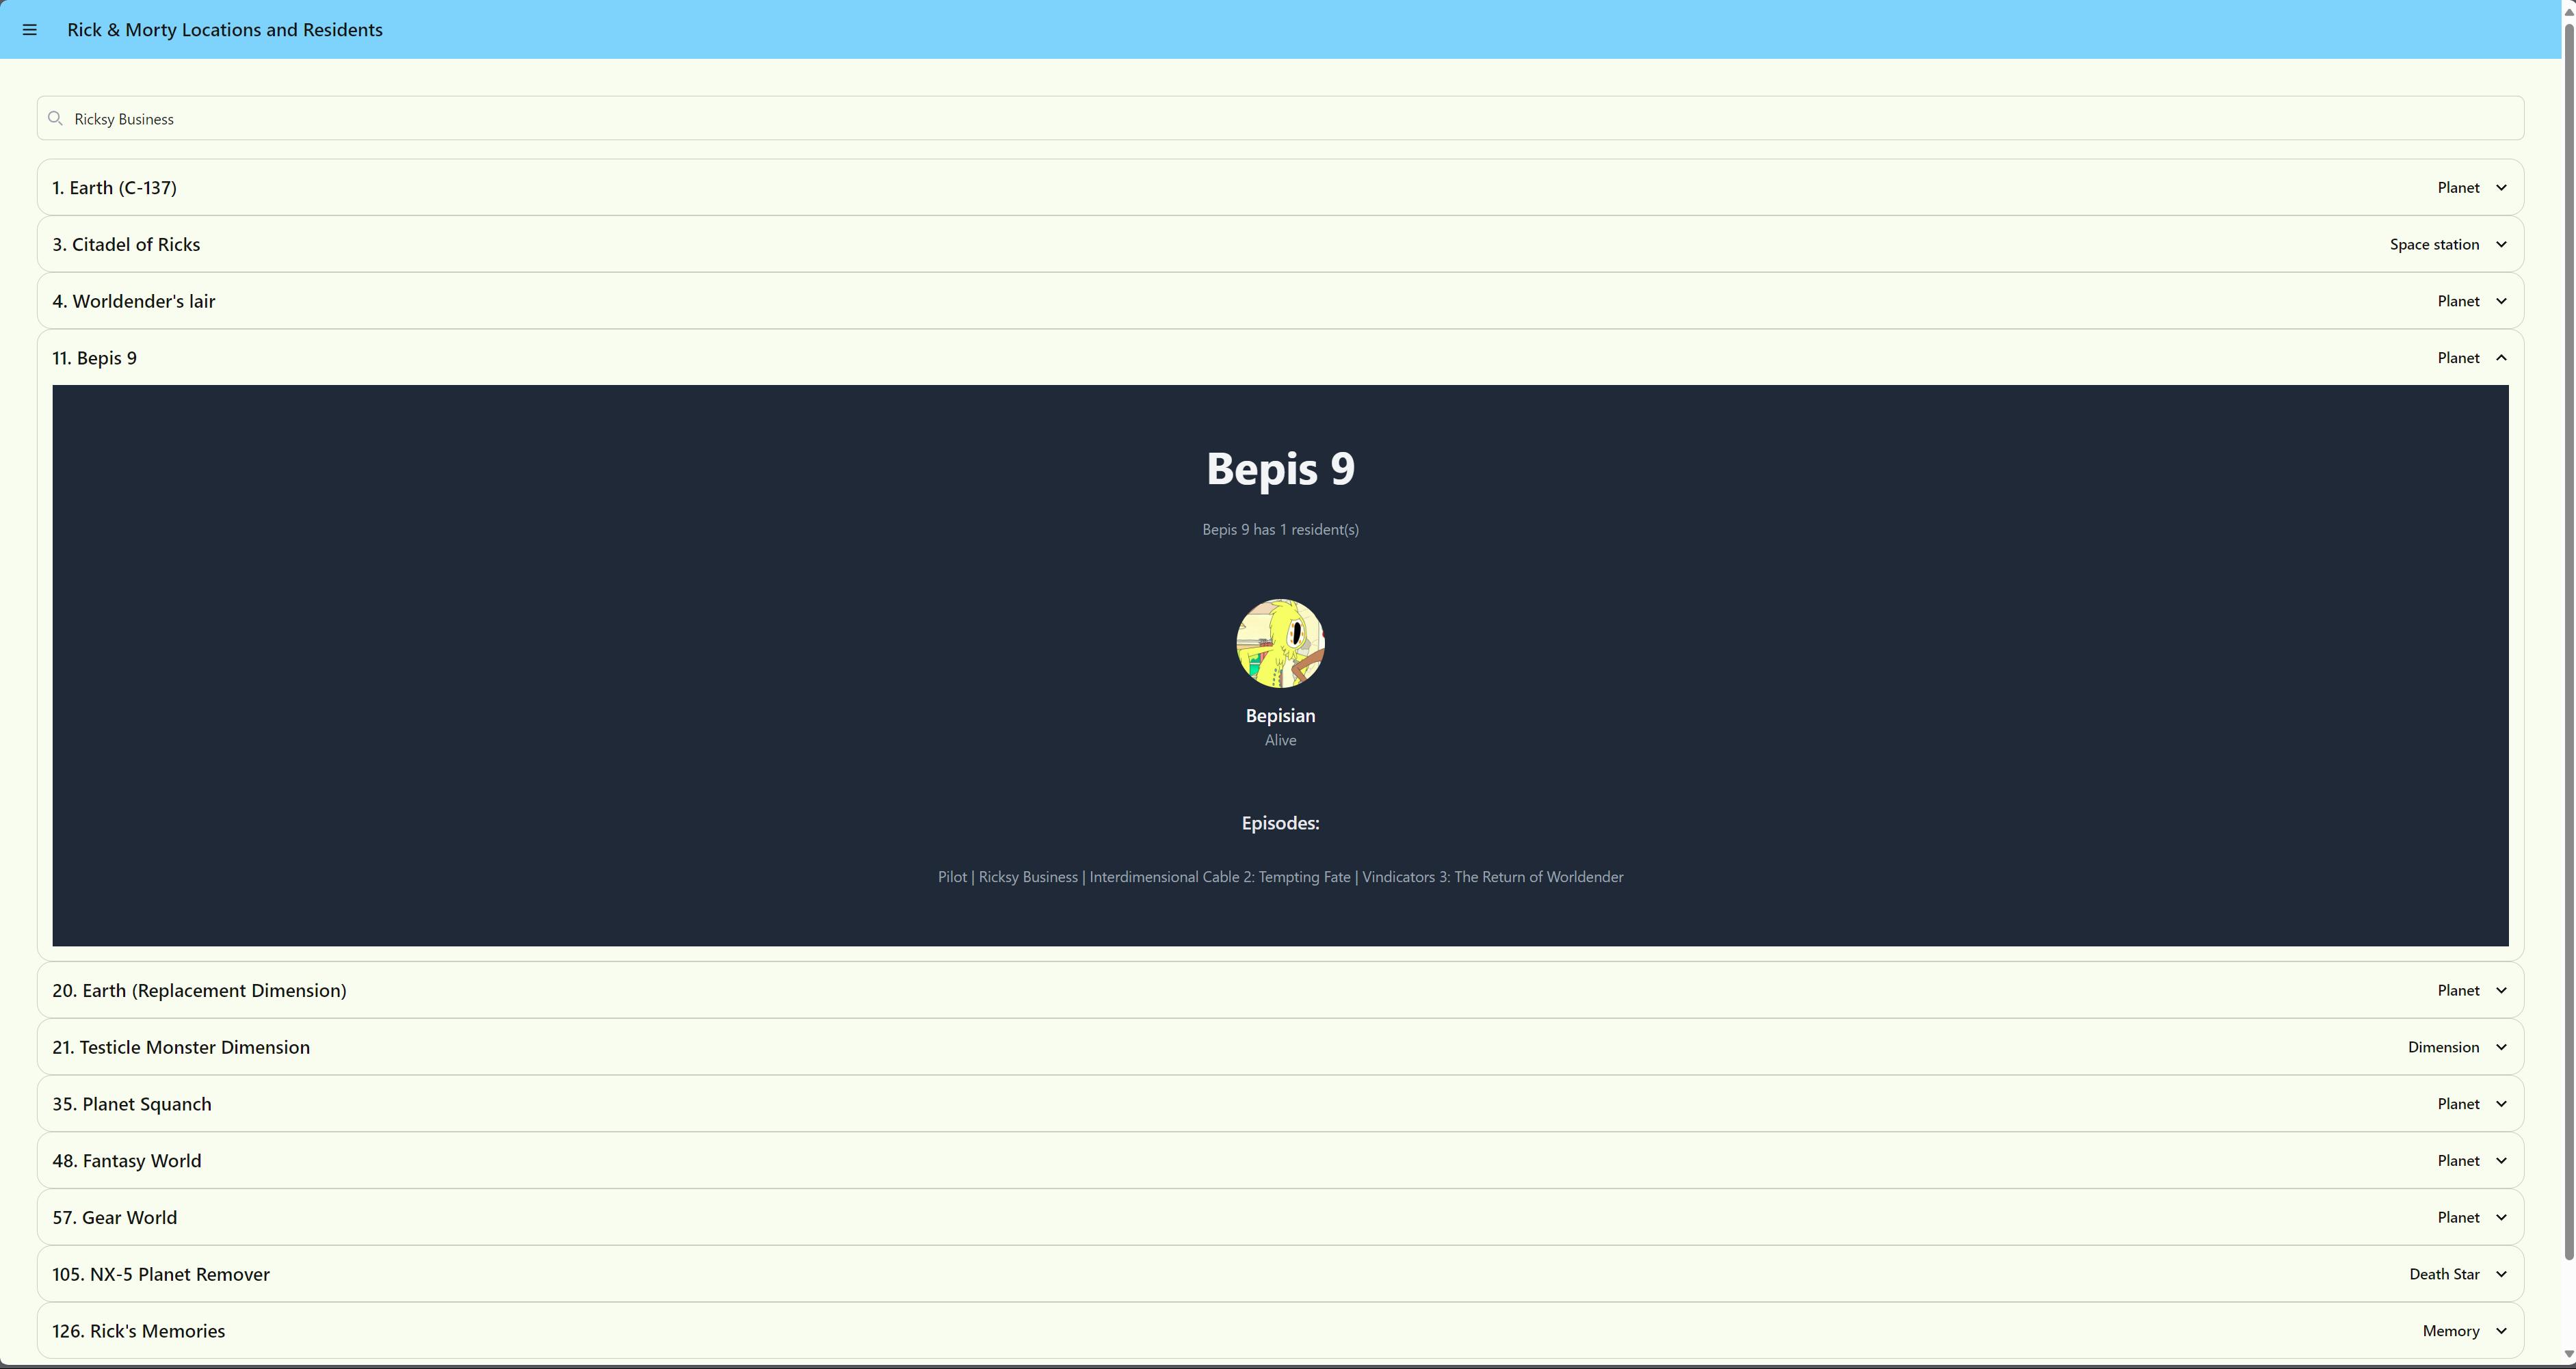 Rick & Morty Locations and Residents
Ricksy Business
1. Earth (C-137) Planet
3. Citadel of Ricks Space station
4. Worldender's lair Planet
11. Bepis 9 Planet
Bepis 9
Bepis 9 has 1 resident(s)
Bepisian
Alive
Episodes:
Pilot | Ricksy Business | Interdimensional Cable 2: Tempting Fate | Vindicators 3: The Return of Worldender
20. Earth (Replacement Dimension) Planet
21. Testicle Monster Dimension Dimension
35. Planet Squanch Planet
48. Fantasy World Planet
57. Gear World Planet
105. NX-5 Planet Remover Death Star
126. Rick's Memories Memory